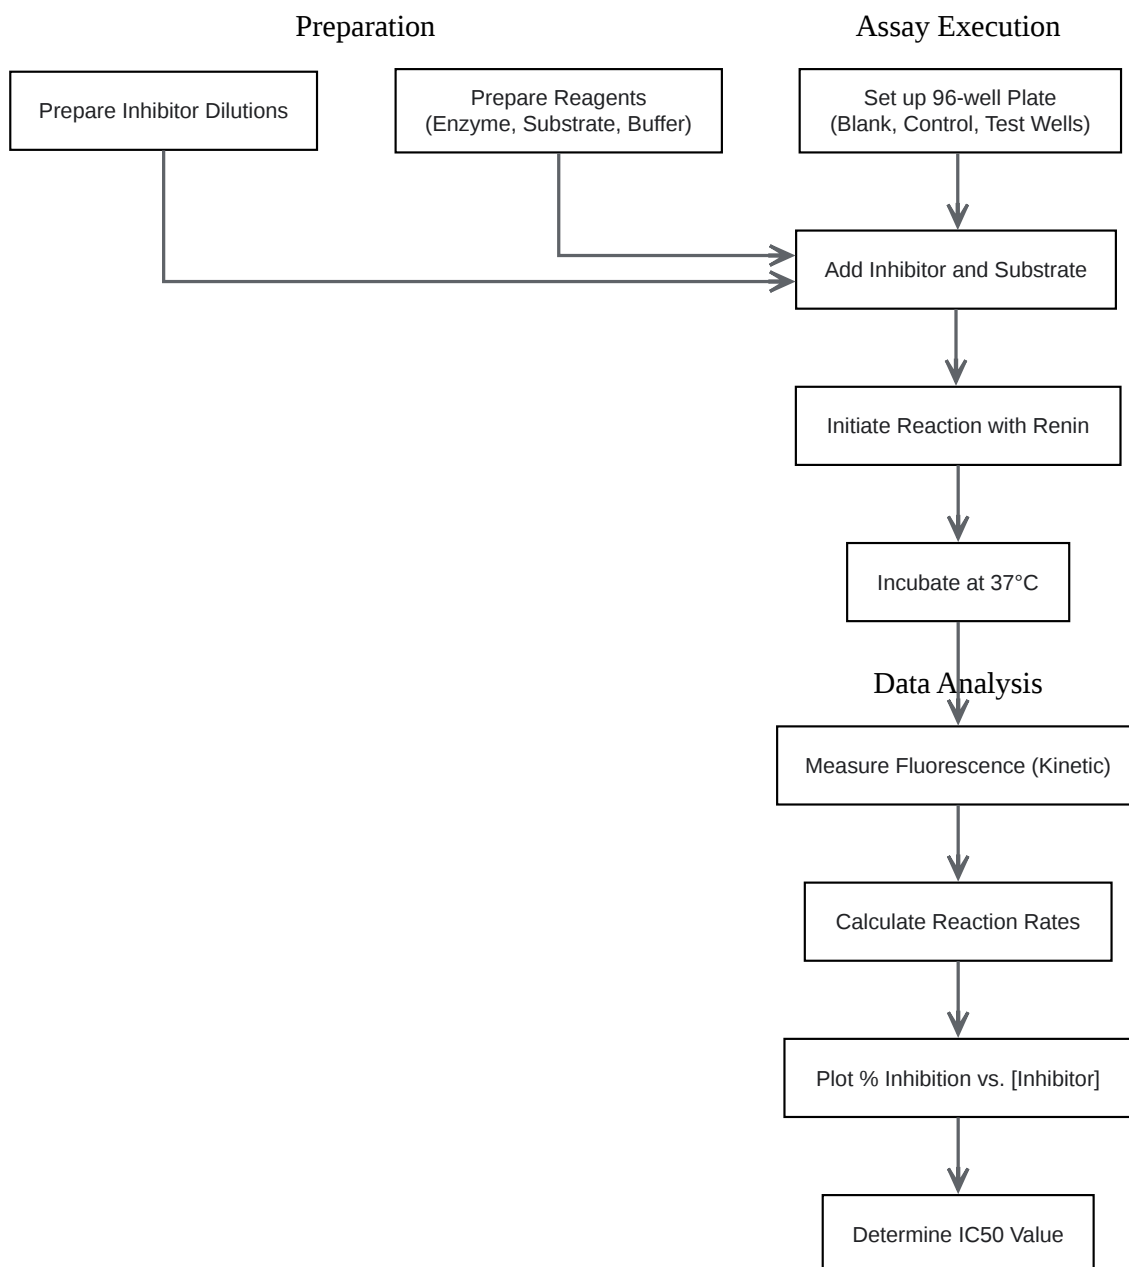 Preparation
Assay Execution
Prepare Inhibitor Dilutions
Prepare Reagents
(Enzyme, Substrate, Buffer)
Set up 96-well Plate
(Blank, Control, Test Wells)
Add Inhibitor and Substrate
Initiate Reaction with Renin
Incubate at 37°C
Data Analysis
Measure Fluorescence (Kinetic)
Calculate Reaction Rates
Plot % Inhibition vs. [Inhibitor]
Determine IC50 Value